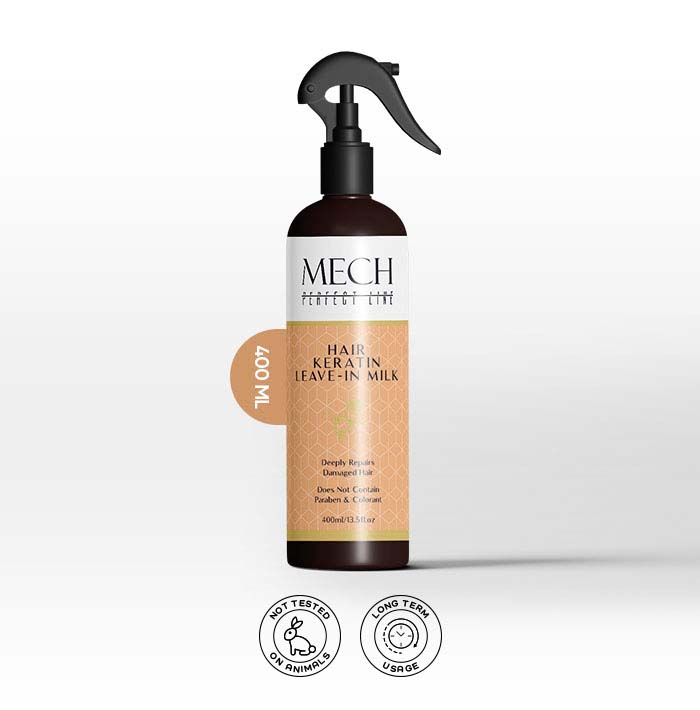 MECH
PERFECT LINE
HAIR
KERATIN
LEAVE-IN MILK
400 ML
Deeply Repairs
Damaged Hair
Does Not Contain
Paraben & Colorant
400ml/13.5fl.oz
NOT TESTED
ON ANIMALS
LONG TERM
USAGE